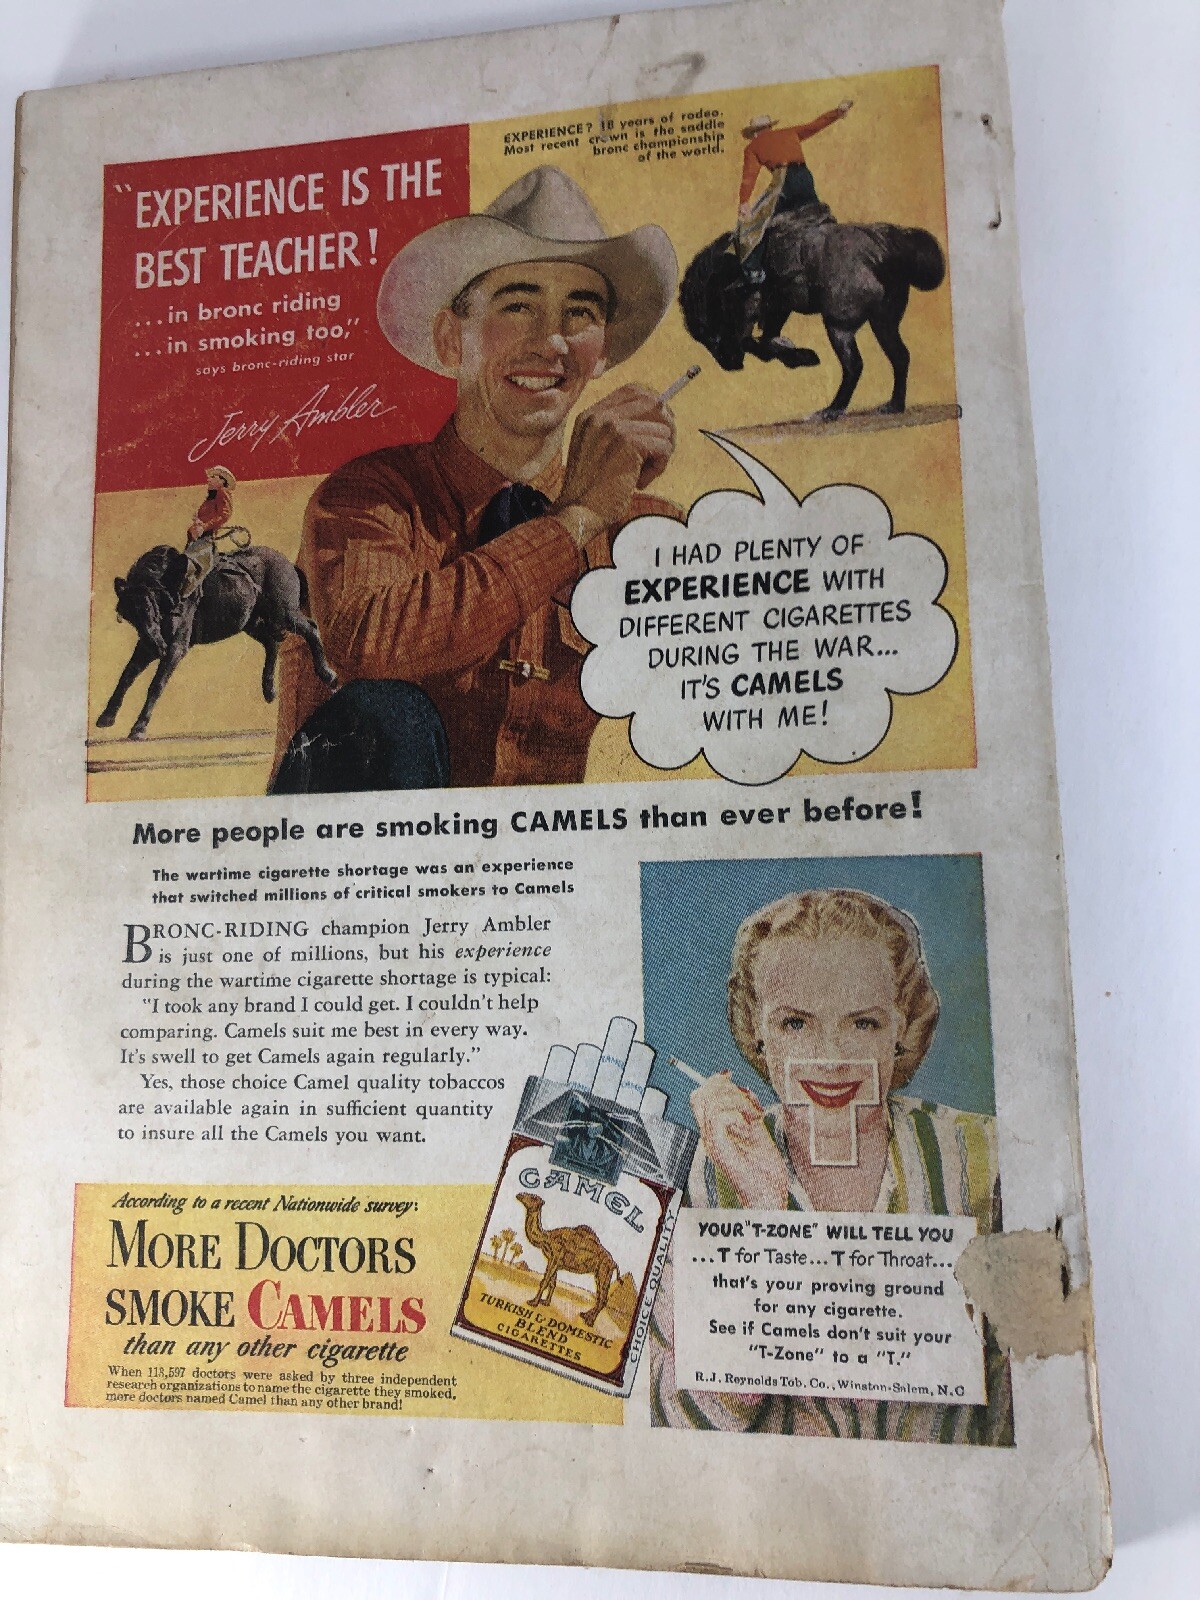 "EXPERIENCE IS THE
BEST TEACHER!
...in bronc riding
...in smoking too,"
says bronc-riding star
Jerry Ambler
EXPERIENCE? 18 years of rodeo.
Most recent crown is the saddle
bronc championship
of the world.
I HAD PLENTY OF
EXPERIENCE WITH
DIFFERENT CIGARETTES
DURING THE WAR...
IT'S CAMELS
WITH ME!
More people are smoking CAMELS than ever before!
The wartime cigarette shortage was an experience
that switched millions of critical smokers to Camels
BRONC-RIDING champion Jerry Ambler
is just one of millions, but his experience
during the wartime cigarette shortage is typical:
"I took any brand I could get. I couldn't help
comparing. Camels suit me best in every way.
It's swell to get Camels again regularly."
Yes, those choice Camel quality tobaccos
are available again in sufficient quantity
to insure all the Camels you want.
According to a recent Nationwide survey:
MORE DOCTORS
SMOKE CAMELS
than any other cigarette
When 113,597 doctors were asked by three independent
research organizations to name the cigarette they smoked,
more doctors named Camel than any other brand!
CAMEL
TURKISH & DOMESTIC
BLEND
CIGARETTES
CHOICE QUALITY
YOUR "T-ZONE" WILL TELL YOU
...T for Taste...T for Throat...
that's your proving ground
for any cigarette.
See if Camels don't suit your
"T-Zone" to a "T."
R.J. Reynolds Tob. Co., Winston-Salem, N.C